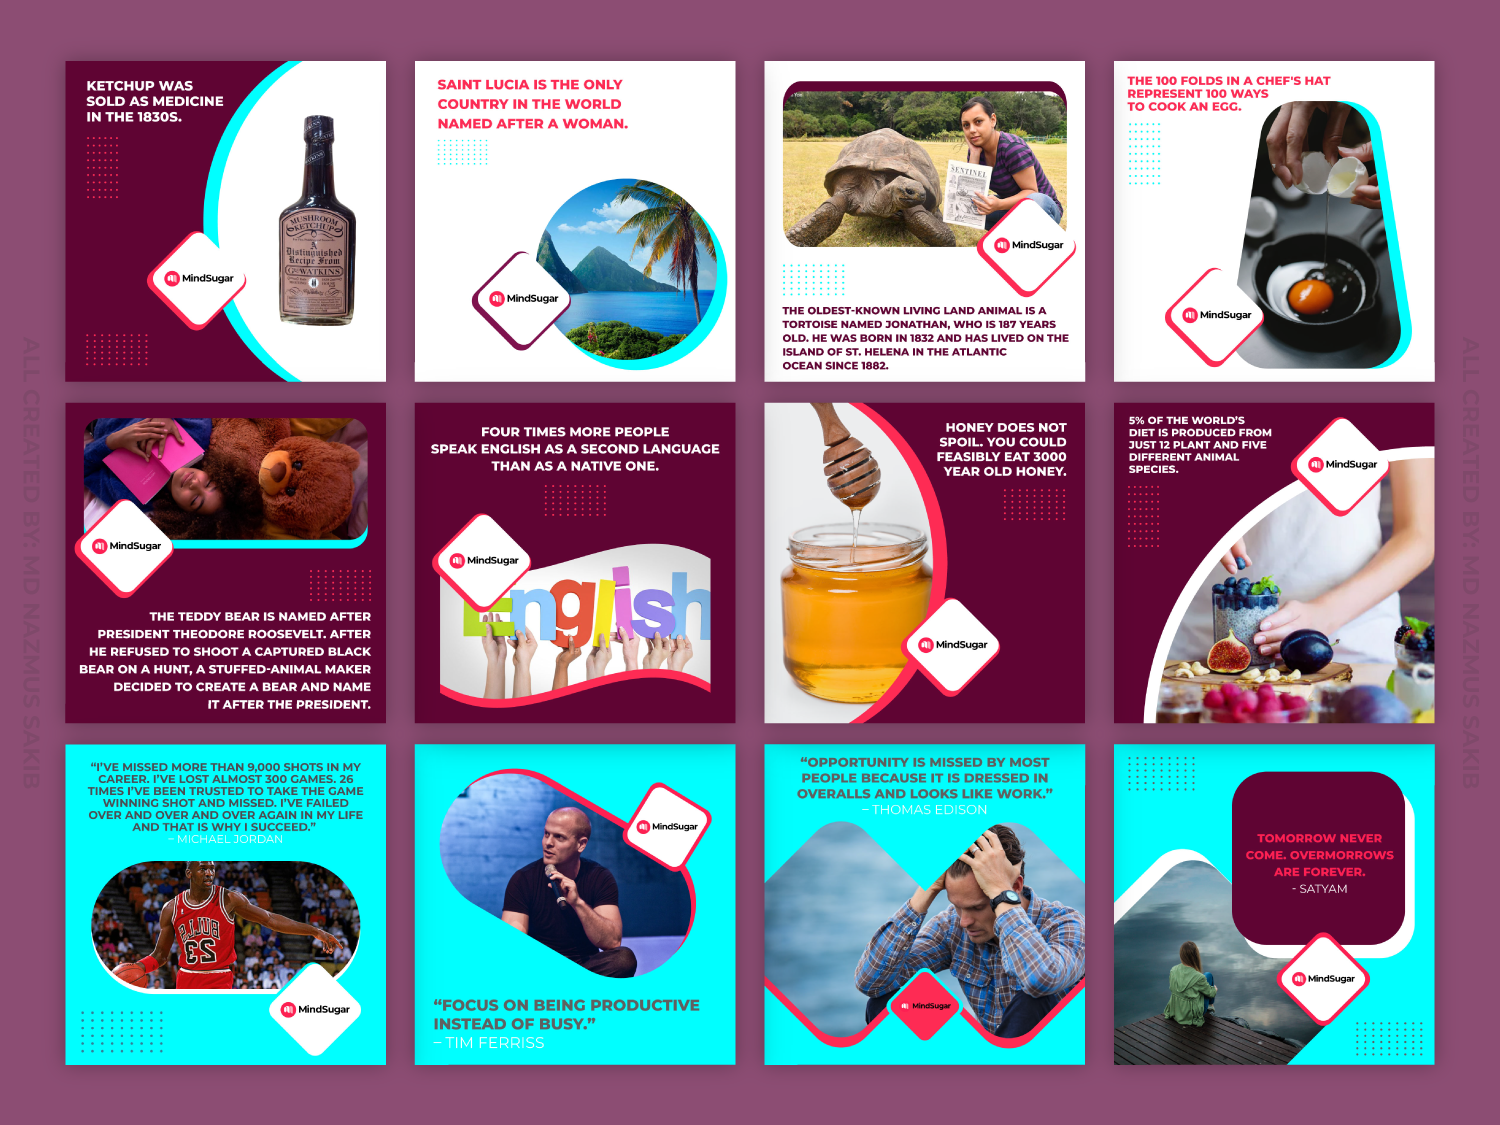 KETCHUP WAS
SOLD AS MEDICINE
IN THE 1830S.
MUSHROOM
KETCHUP
A
Distinguished
Recipe From
GEO WATKINS
MindSugar
SAINT LUCIA IS THE ONLY
COUNTRY IN THE WORLD
NAMED AFTER A WOMAN.
MindSugar
SENTINEL
MindSugar
THE OLDEST-KNOWN LIVING LAND ANIMAL IS A
TORTOISE NAMED JONATHAN, WHO IS 187 YEARS
OLD. HE WAS BORN IN 1832 AND HAS LIVED ON THE
ISLAND OF ST. HELENA IN THE ATLANTIC
OCEAN SINCE 1882.
THE 100 FOLDS IN A CHEF'S HAT
REPRESENT 100 WAYS
TO COOK AN EGG.
MindSugar
MindSugar
THE TEDDY BEAR IS NAMED AFTER
PRESIDENT THEODORE ROOSEVELT. AFTER
HE REFUSED TO SHOOT A CAPTURED BLACK
BEAR ON A HUNT, A STUFFED-ANIMAL MAKER
DECIDED TO CREATE A BEAR AND NAME
IT AFTER THE PRESIDENT.
FOUR TIMES MORE PEOPLE
SPEAK ENGLISH AS A SECOND LANGUAGE
THAN AS A NATIVE ONE.
MindSugar
English
HONEY DOES NOT
SPOIL. YOU COULD
FEASIBLY EAT 3000
YEAR OLD HONEY.
MindSugar
5% OF THE WORLD'S
DIET IS PRODUCED FROM
JUST 12 PLANT AND FIVE
DIFFERENT ANIMAL
SPECIES.
MindSugar
“I’VE MISSED MORE THAN 9,000 SHOTS IN MY
CAREER. I’VE LOST ALMOST 300 GAMES. 26
TIMES I’VE BEEN TRUSTED TO TAKE THE GAME
WINNING SHOT AND MISSED. I’VE FAILED
OVER AND OVER AND OVER AGAIN IN MY LIFE
AND THAT IS WHY I SUCCEED.”
– MICHAEL JORDAN
BULLS
23
MindSugar
MindSugar
“FOCUS ON BEING PRODUCTIVE
INSTEAD OF BUSY.”
– TIM FERRISS
“OPPORTUNITY IS MISSED BY MOST
PEOPLE BECAUSE IT IS DRESSED IN
OVERALLS AND LOOKS LIKE WORK.”
– THOMAS EDISON
MindSugar
TOMORROW NEVER
COME. OVERMORROWS
ARE FOREVER.
- SATYAM
MindSugar
ALL CREATED BY: MD NAZMUS SAKIB
ALL CREATED BY: MD NAZMUS SAKIB